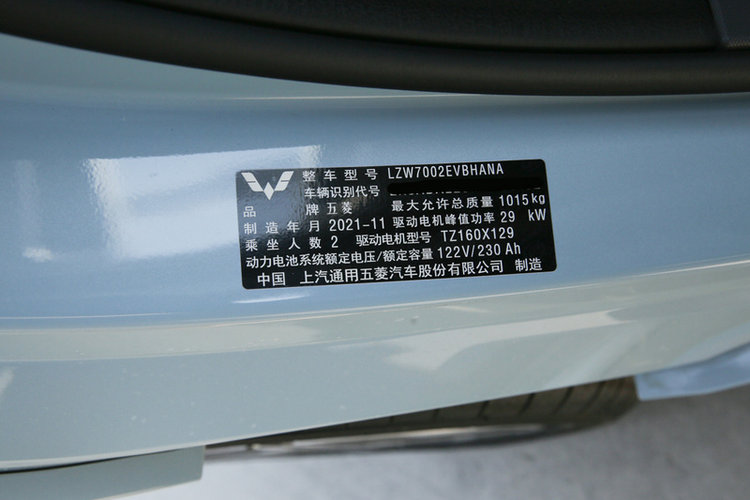 整车型号 LZW7002EVBHANA
车辆识别代号
品 牌 五菱 最大允许总质量 1015kg
制造年月 2021-11 驱动电机峰值功率 29 kW
乘坐人数 2 驱动电机型号 TZ160X129
动力电池系统额定电压/额定容量 122V/230 Ah
中国 上汽通用五菱汽车股份有限公司 制造